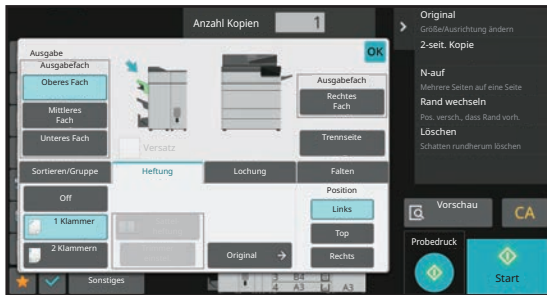 Anzahl Kopien 1
Original
Größe/Ausrichtung ändern
2-seit. Kopie
N-auf
Mehrere Seiten auf eine Seite
Rand wechseln
Pos. versch., dass Rand vorh.
Löschen
Schatten rundherum löschen
Vorschau
CA
Probedruck
Start
Ausgabe
OK
Ausgabefach
Oberes Fach
Mittleres
Fach
Unteres Fach
Versatz
Ausgabefach
Rechtes
Fach
Trennseite
Sortieren/Gruppe
Heftung
Lochung
Falten
Off
1 Klammer
2 Klammern
Original
Position
Links
Top
Rechts
Sonstiges
3 B4
4 A3
A3